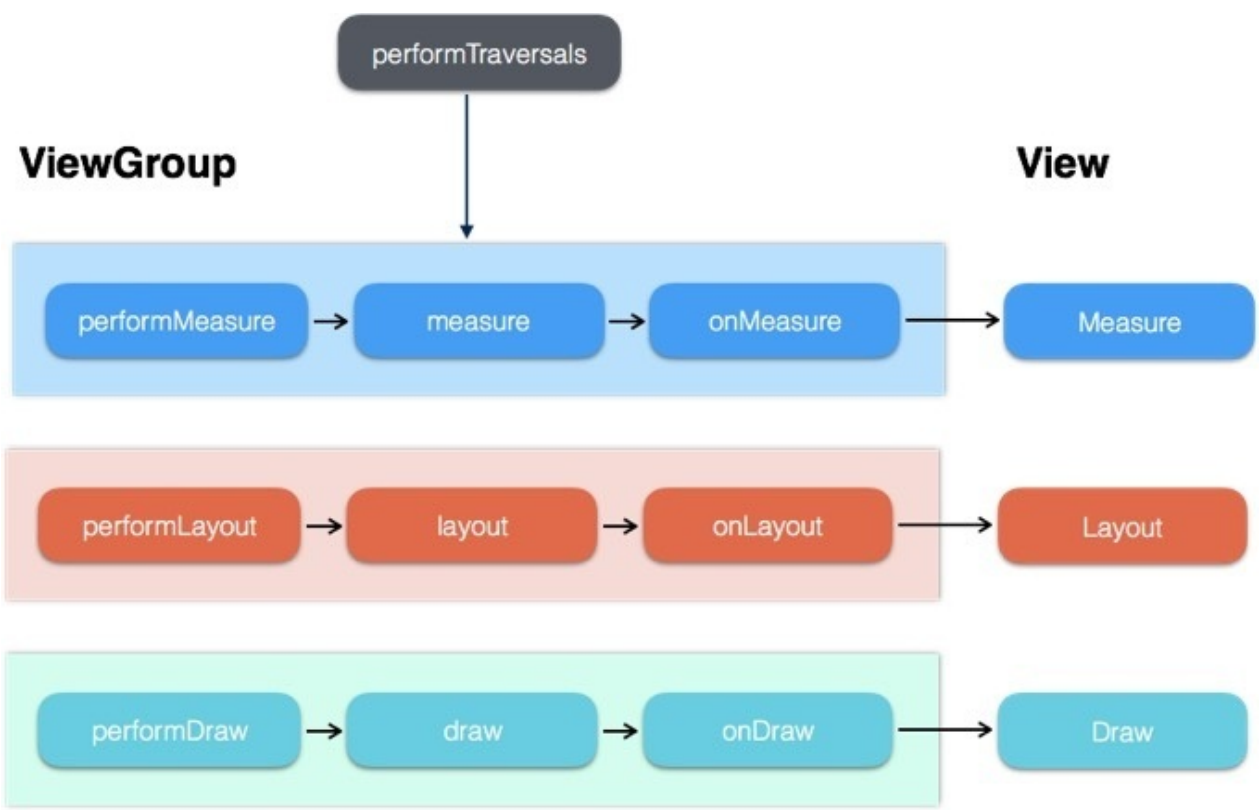 performTraversals
ViewGroup
View
performMeasure
measure
onMeasure
Measure
performLayout
layout
onLayout
Layout
performDraw
draw
onDraw
Draw